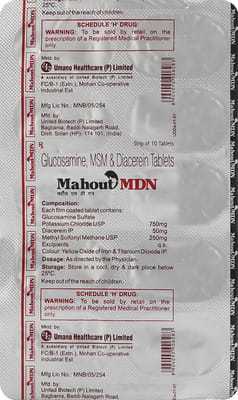 25°C.
Keep out of the reach of children.
SCHEDULE 'H' DRUG:
WARNING: To be sold by retail on the
prescription of a Registered Medical Practitioner
only.
Mktd. by:
Umano Healthcare (P) Limited
A subsidiary of United Biotech (P) Limited
FC/B-1 (Extn.), Mohan Co-operative
Industrial Est
Mfg Lic No.: MNB/05/254
Mfd. by:
United Biotech (P) Limited
Bagbania, Baddi-Nalagarh Road,
Distt. Solan (HP): 174 101, (India)
Strip of 10 Tablets
Glucosamine, MSM & Diacerein Tablets
Mahout MDN
Composition:
Each film coated tablet contains:
Glucosamine Sulfate
Potassium Chloride USP 750mg
Diacerein IP 50mg
Methyl Sulfonyl Methane USP 250mg
Excipients q.s.
Colour: Yellow Oxide of Iron & Titanium Dioxide IP.
Dosage: As directed by the Physician
Storage: Store in a cool, dry & dark place below
25°C.
Keep out of the reach of children.
SCHEDULE 'H' DRUG:
WARNING: To be sold by retail on the
prescription of a Registered Medical Practitioner
only.
Mktd. by:
Umano Healthcare (P) Limited
A subsidiary of United Biotech (P) Limited
FC/B-1 (Extn.), Mohan Co-operative
Industrial Est
Mfg Lic No.: MNB/05/254
Mfd. by:
United Biotech (P) Limited
Bagbania, Baddi-Nalagarh Road,